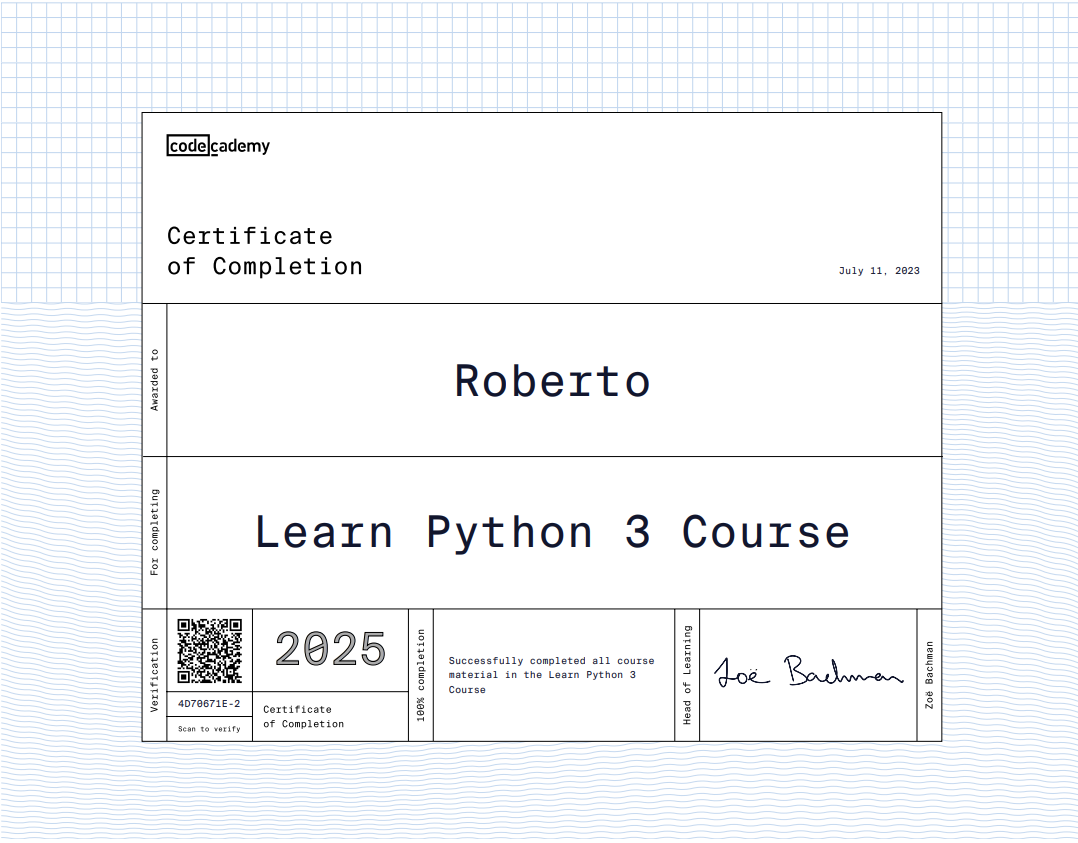 codecademy
Certificate
of Completion
July 11, 2023
Awarded to
Roberto
For completing
Learn Python 3 Course
Verification
4D70671E-2
Scan to verify
2025
Certificate
of Completion
100% completion
Successfully completed all course
material in the Learn Python 3
Course
Head of Learning
Zoë Bachman
Zoë Bachman